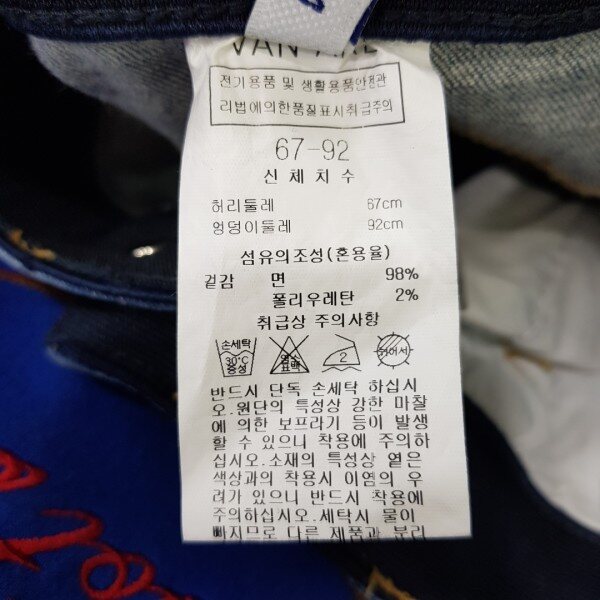 전기용품 및 생활용품안전관
리법에의한품질표시취급주의
67-92
신체치수
허리둘레 67cm
엉덩이둘레 92cm
섬유의조성(혼용율)
겉감 면 98%
폴리우레탄 2%
취급상 주의사항
손세탁 30℃ 중성 염소표백 2 뉘어서
반드시 단독 손세탁 하십시
오.원단의 특성상 강한 마찰
에 의한 보프라기 등이 발생
할 수 있으니 착용에 주의하
십시오.소재의 특성상 옅은
색상과의 착용시 이염의 우
려가 있으니 반드시 착용에
주의하십시오.세탁시 물이
빠지므로 다른 제품과 분리